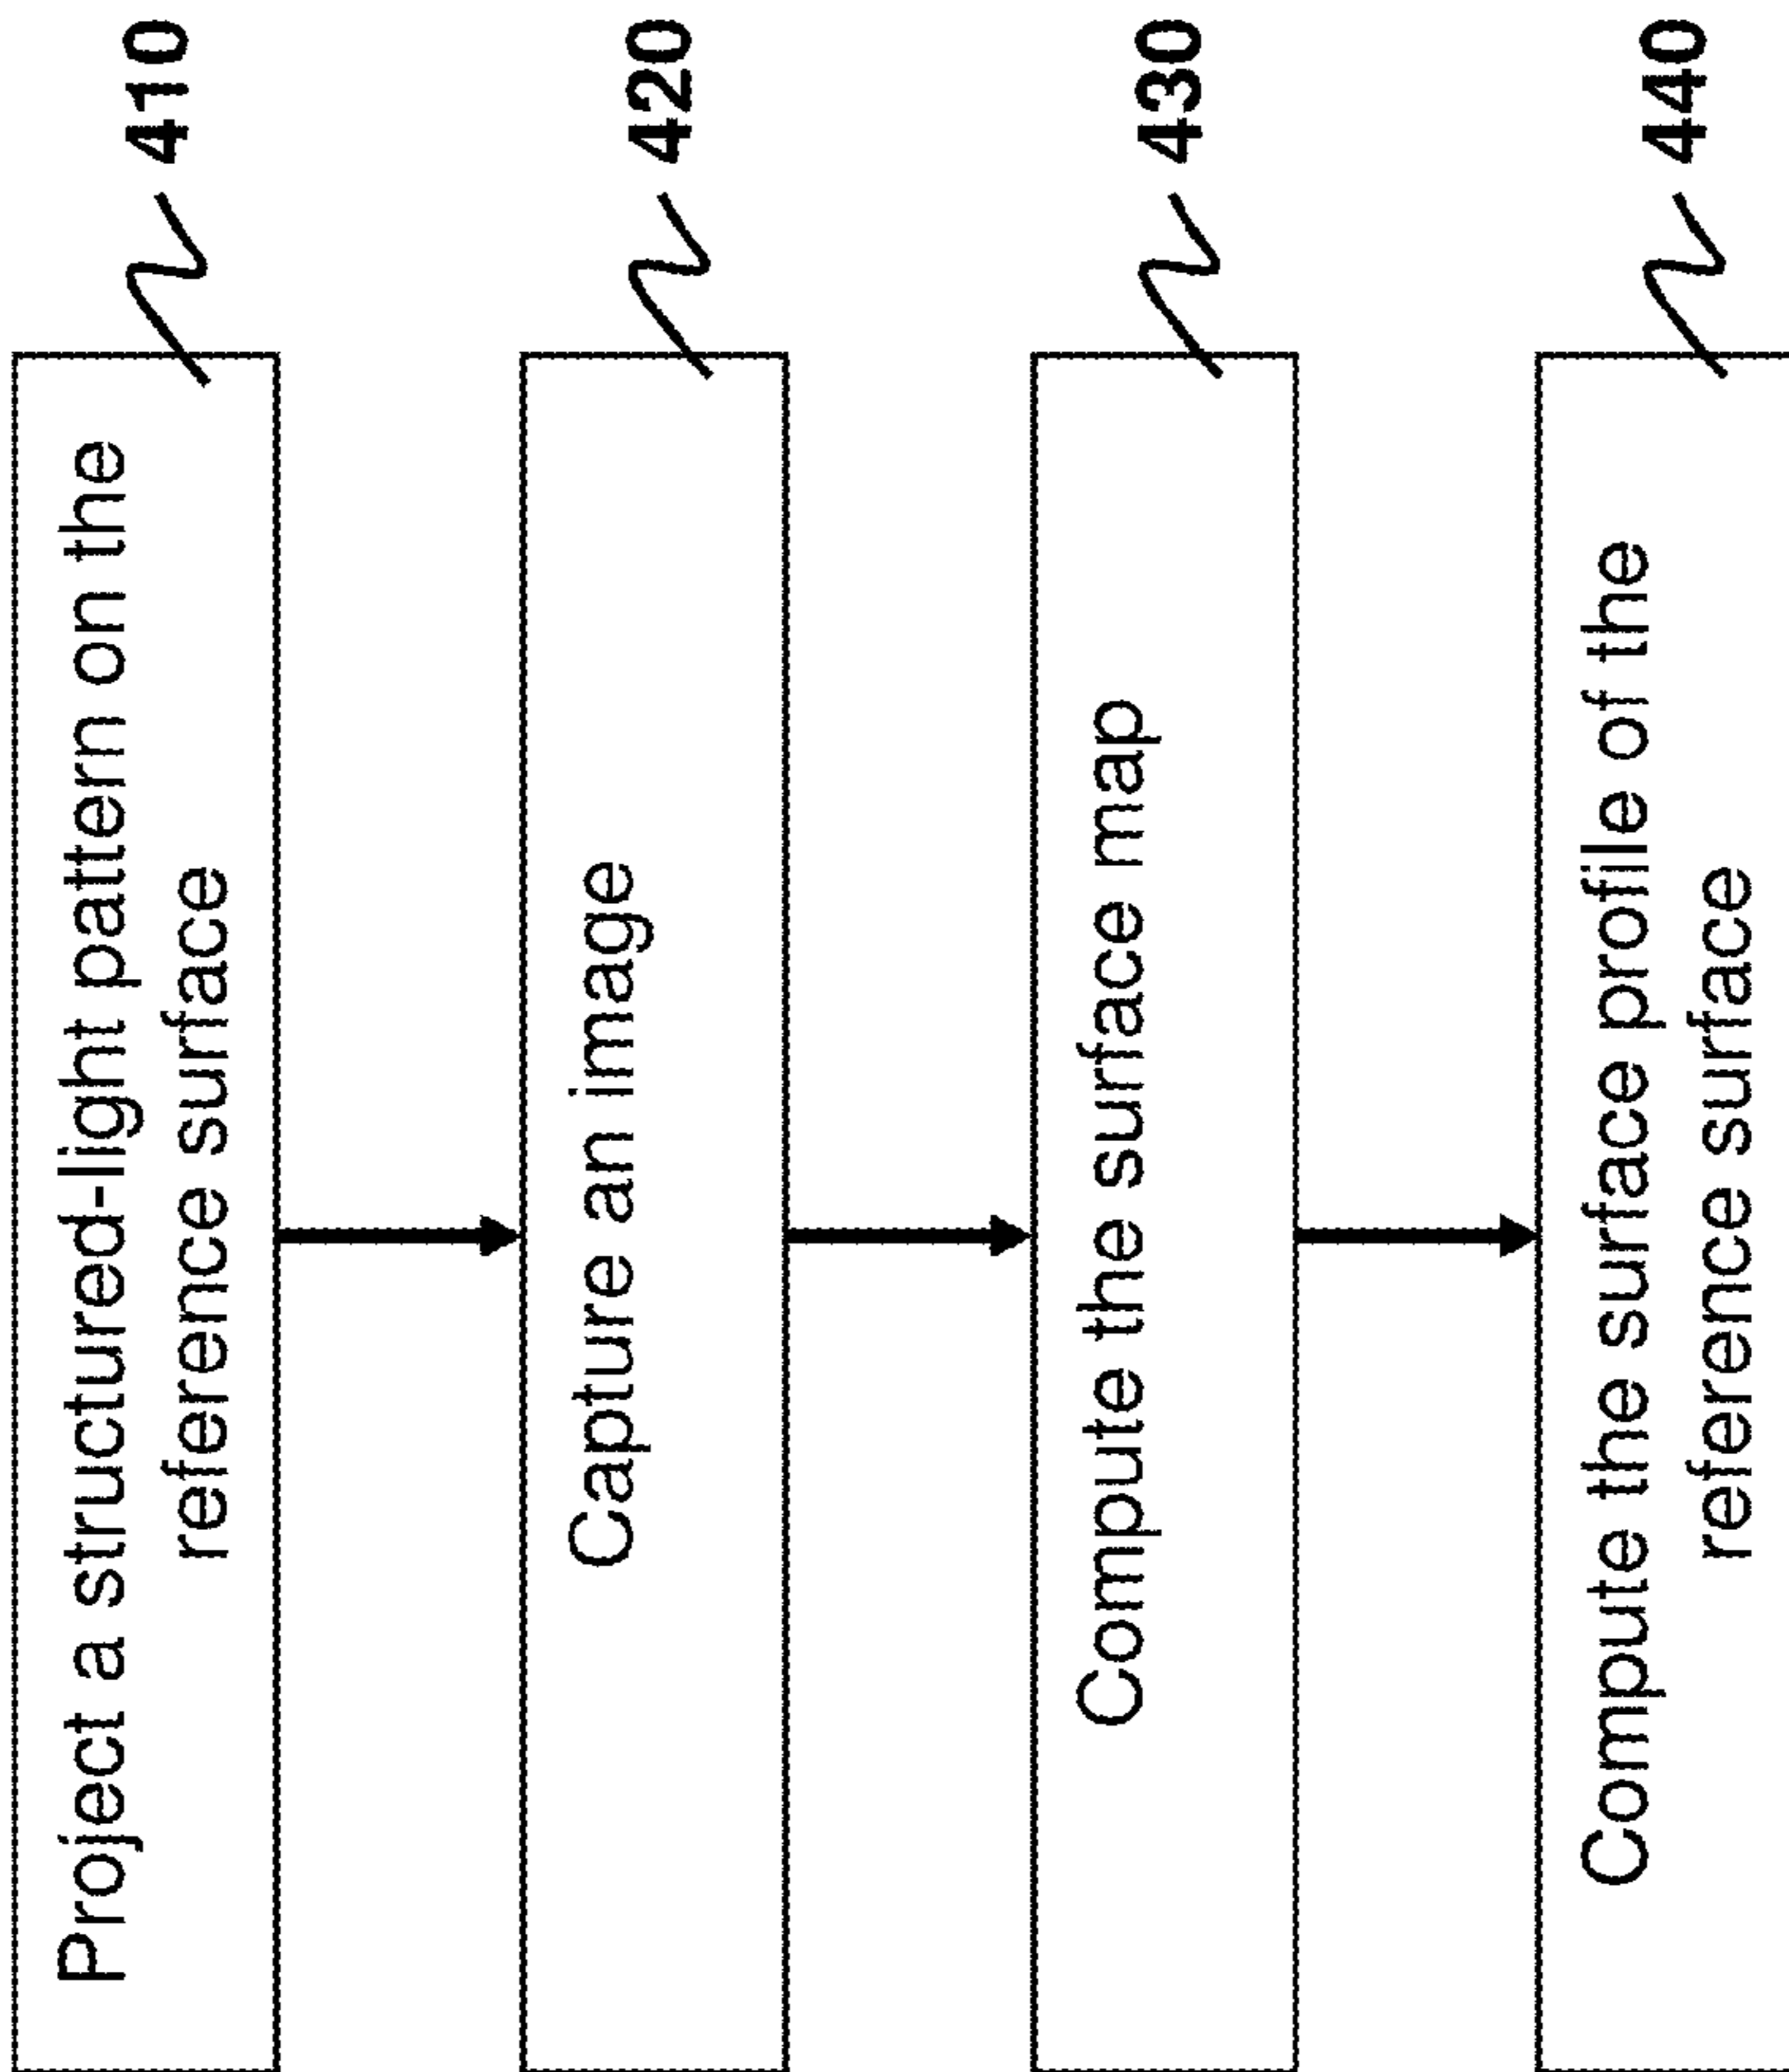 Project a structured-light pattern on the
reference surface
410
Capture an image
420
Compute the surface map
430
Compute the surface profile of the
reference surface
440